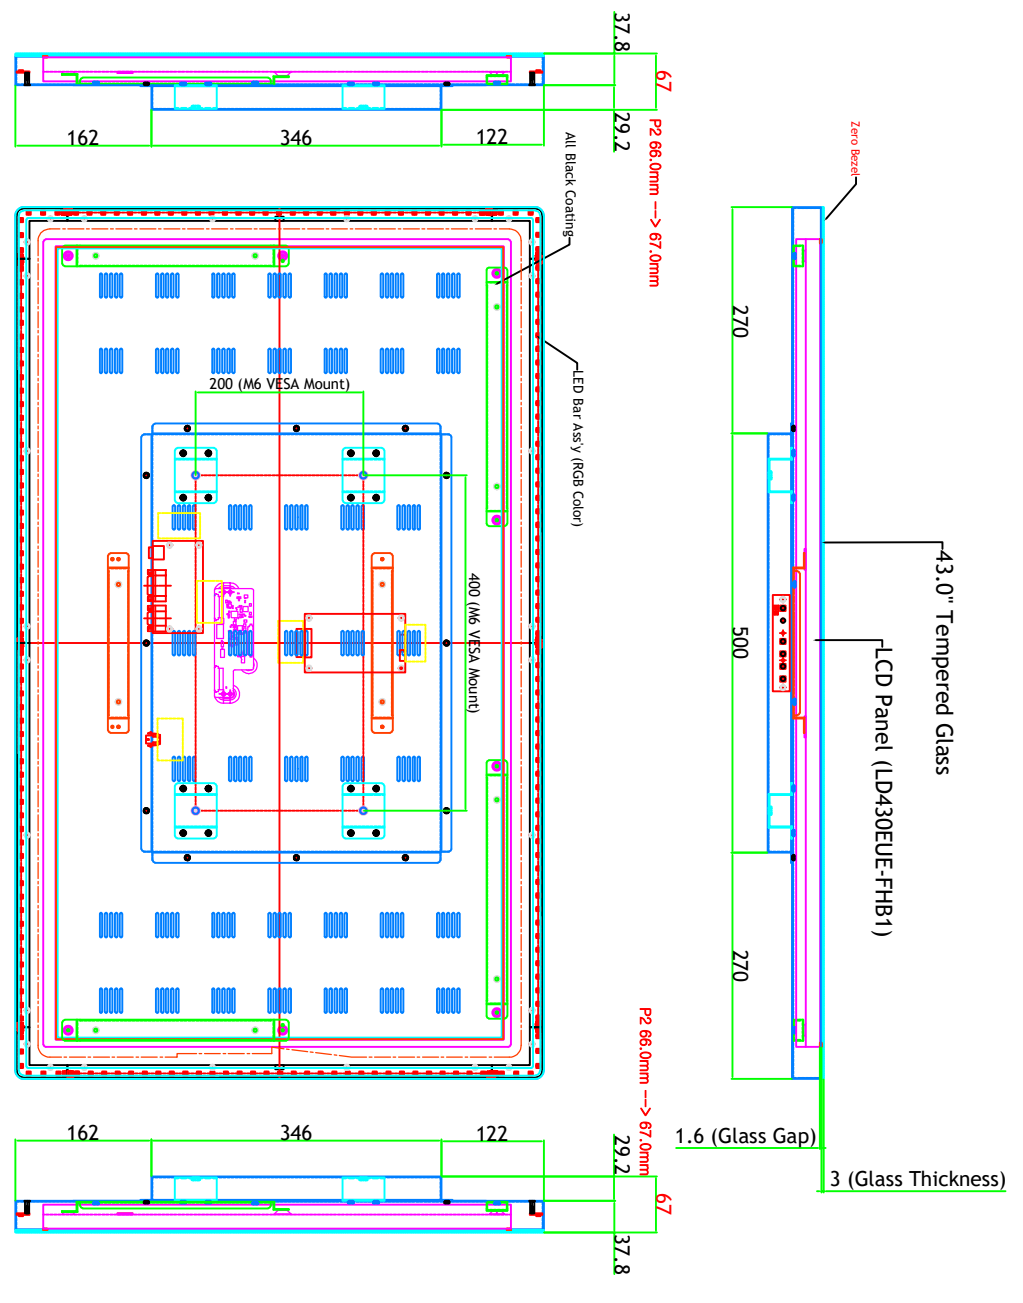 37.8
67
29.2
P2 66.0mm --> 67.0mm
162
346
122
All Black Coating
Zero Bezel
LED Bar Ass'y (RGB Color)
200 (M6 VESA Mount)
400 (M6 VESA Mount)
270
500
270
43.0" Tempered Glass
LCD Panel (LD430EUE-FHB1)
P2 66.0mm --> 67.0mm
162
346
122
29.2
67
37.8
1.6 (Glass Gap)
3 (Glass Thickness)